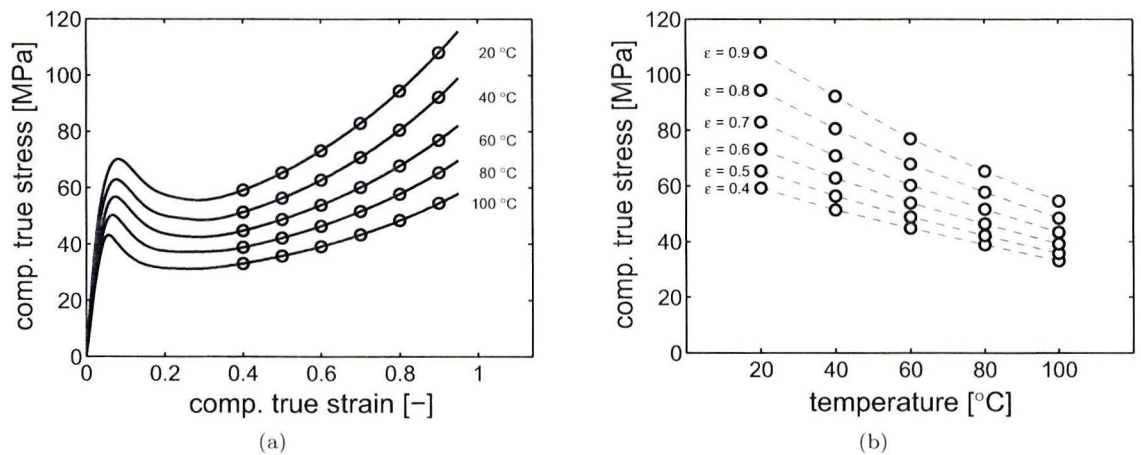 120
100
80
60
40
20
0
comp. true stress [MPa]
20 °C
40 °C
60 °C
80 °C
100 °C
0 0.2 0.4 0.6 0.8 1
comp. true strain [−]
(a)
120
100
80
60
40
20
0
comp. true stress [MPa]
ε = 0.9
ε = 0.8
ε = 0.7
ε = 0.6
ε = 0.5
ε = 0.4
20 40 60 80 100
temperature [°C]
(b)